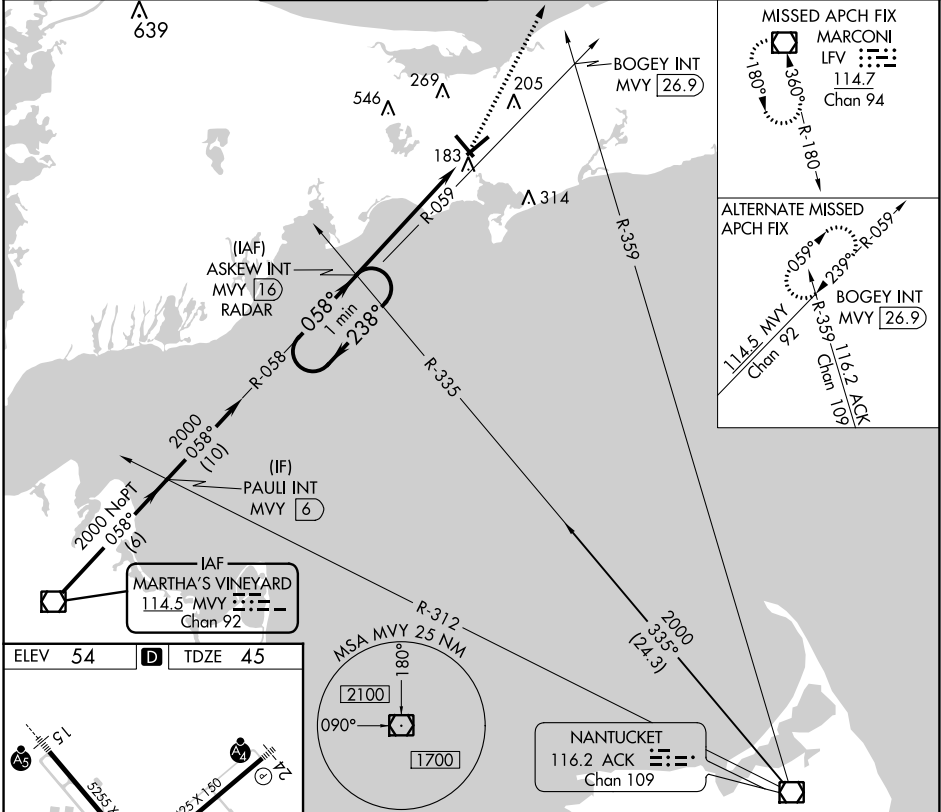 639
546
269
205
183
314
BOGEY INT
MVY 26.9
R-059
R-359
(IAF)
ASKEW INT
MVY 16
RADAR
058°
1 min
238°
R-058
R-335
2000
058°
(10)
(IF)
PAULI INT
MVY 6
2000 NoPT
058°
(6)
IAF
MARTHA'S VINEYARD
114.5 MVY
Chan 92
R-312
2000
335°
(24.3)
NANTUCKET
116.2 ACK
Chan 109
MSA MVY 25 NM
180°
2100
090°
1700
ELEV 54 D TDZE 45
A5
15
5255 X
A4
24
P
25 X 150
MISSED APCH FIX
MARCONI
LFV
114.7
Chan 94
180°
360°
R-180
ALTERNATE MISSED
APCH FIX
059°
239°
R-059
BOGEY INT
MVY 26.9
114.5 MVY
Chan 92
R-359
116.2 ACK
Chan 109